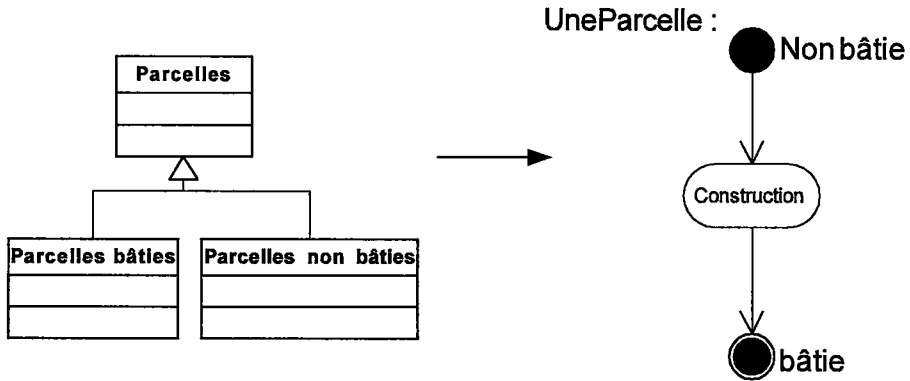 Parcelles
Parcelles bâties
Parcelles non bâties
UneParcelle :
Non bâtie
Construction
bâtie